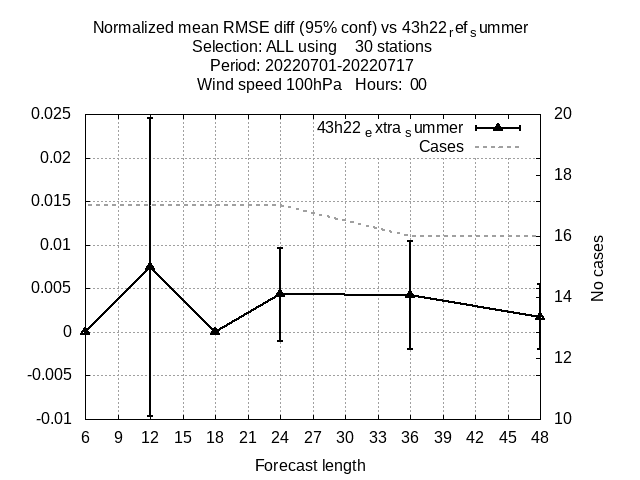 Normalized mean RMSE diff (95% conf) vs 43h22refsummer
Selection: ALL using 30 stations
Period: 20220701-20220717
Wind speed 100hPa Hours: 00
43h22extrasummer
Cases
0.025
0.02
0.015
0.01
0.005
0
-0.005
-0.01
20
18
16
14
12
10
No cases
6 9 12 15 18 21 24 27 30 33 36 39 42 45 48
Forecast length